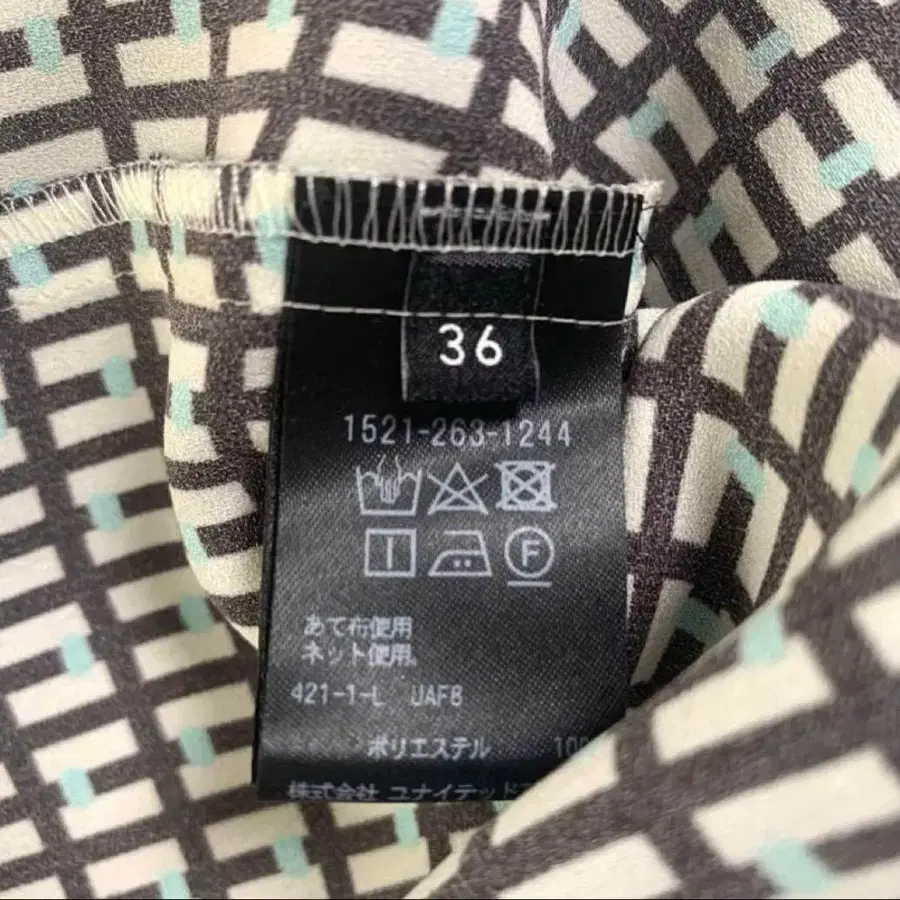 36
1521-263-1244
F
あて布使用
ネット使用。
421-1-L UAF8
ポリエステル
株式会社 ユナイテッド